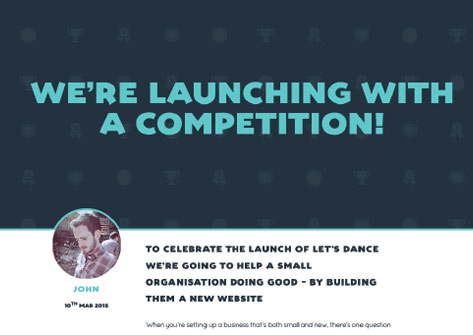 WE'RE LAUNCHING WITH
A COMPETITION!
JOHN
10TH MAR 2015
TO CELEBRATE THE LAUNCH OF LET'S DANCE
WE'RE GOING TO HELP A SMALL
ORGANISATION DOING GOOD - BY BUILDING
THEM A NEW WEBSITE
When you're setting up a business that's both small and new, there's one question